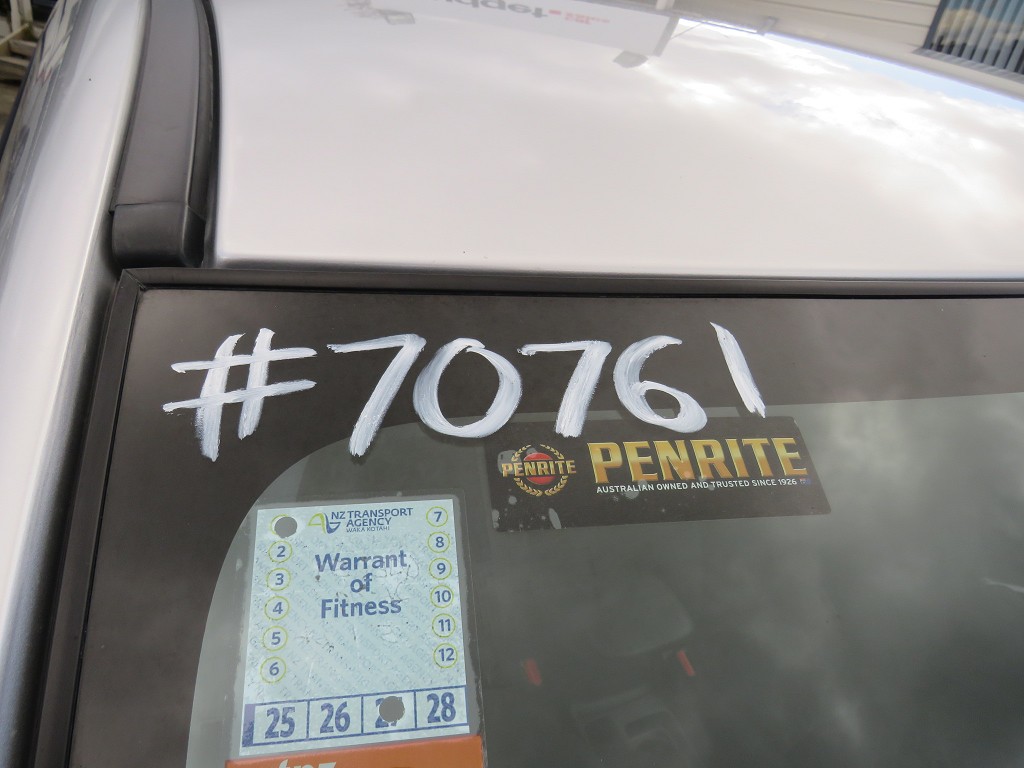 #70761
PENRITE
PENRITE
AUSTRALIAN OWNED AND TRUSTED SINCE 1926
NZ TRANSPORT
AGENCY
WAKA KOTAHI
Warrant
of
Fitness
2
3
4
5
6
7
8
9
10
11
12
25 26 28